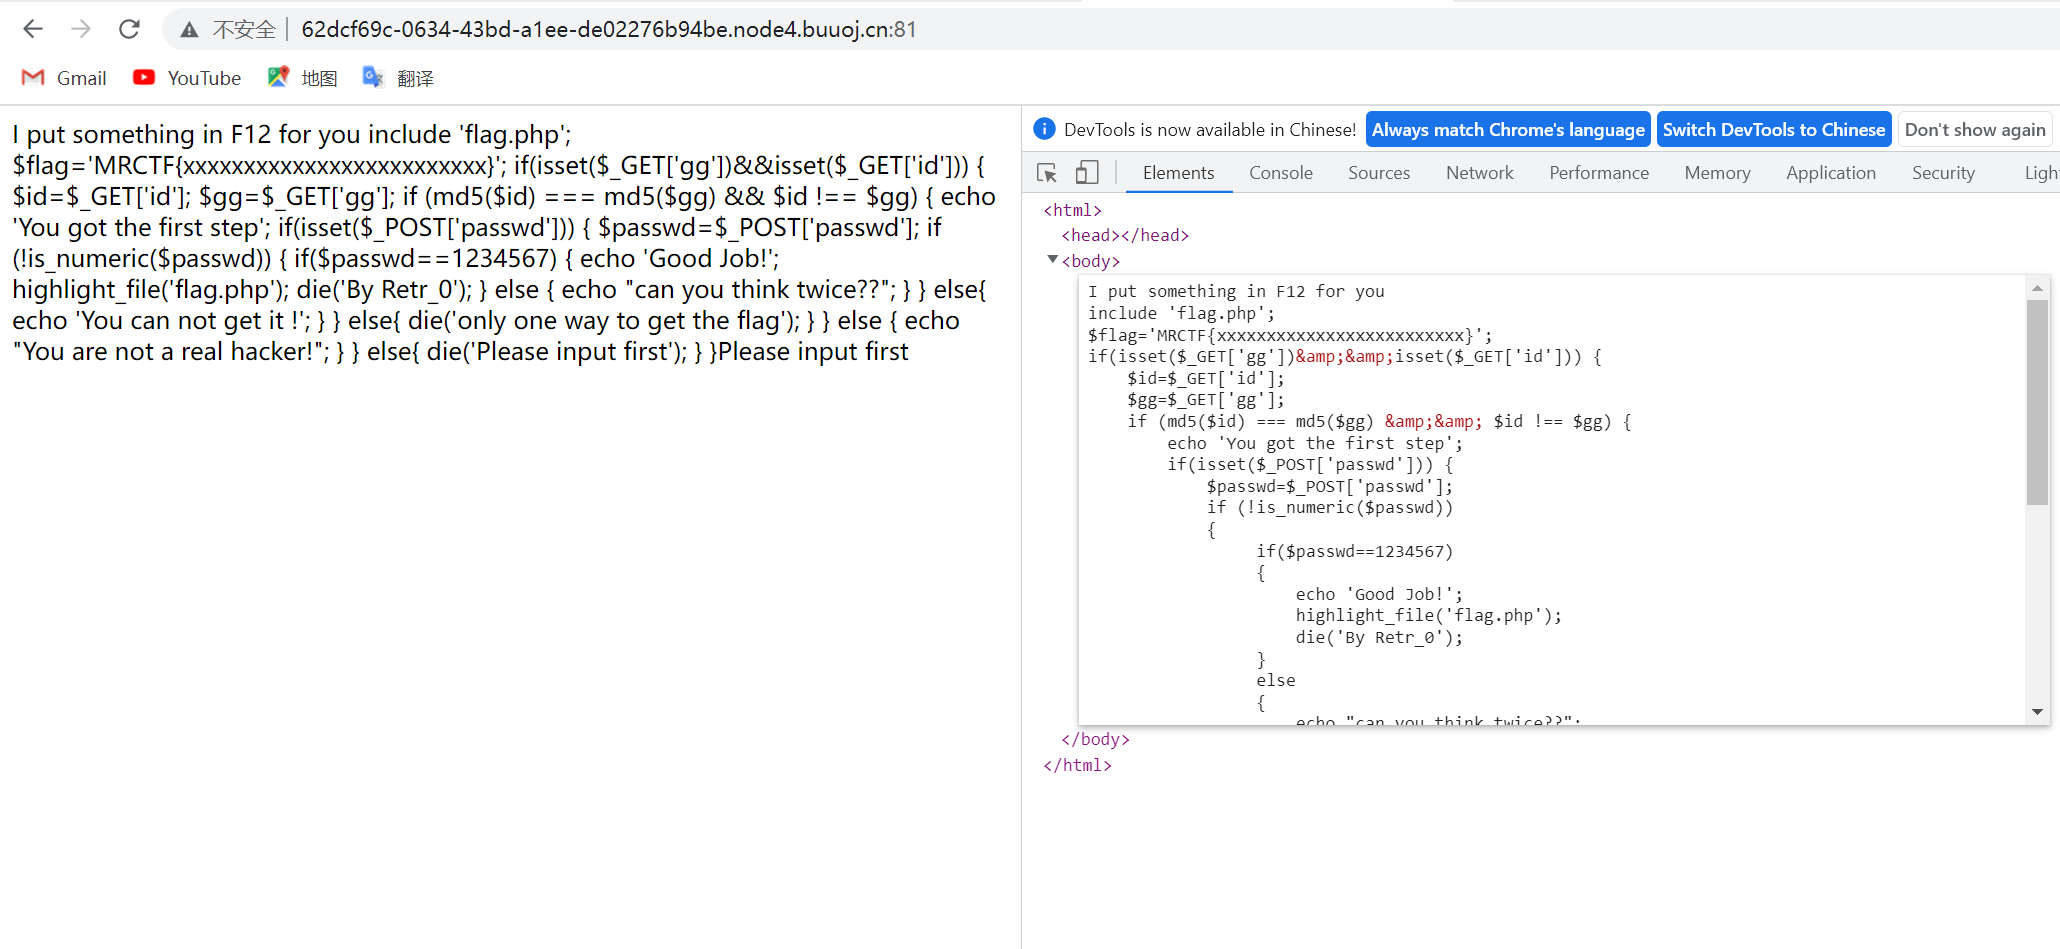 不安全 62dcf69c-0634-43bd-a1ee-de02276b94be.node4.buuoj.cn:81
Gmail YouTube 地图 翻译
I put something in F12 for you include 'flag.php';
$flag='MRCTF{xxxxxxxxxxxxxxxxxxxxxxxxx}'; if(isset($_GET['gg'])&&isset($_GET['id'])) {
$id=$_GET['id']; $gg=$_GET['gg']; if (md5($id) === md5($gg) && $id !== $gg) { echo
'You got the first step'; if(isset($_POST['passwd'])) { $passwd=$_POST['passwd']; if
(!is_numeric($passwd)) { if($passwd==1234567) { echo 'Good Job!';
highlight_file('flag.php'); die('By Retr_0'); } else { echo "can you think twice??"; } } else{
echo 'You can not get it !'; } } else{ die('only one way to get the flag'); } } else { echo
"You are not a real hacker!"; } } else{ die('Please input first'); } }Please input first
DevTools is now available in Chinese! Always match Chrome's language Switch DevTools to Chinese Don't show again
Elements Console Sources Network Performance Memory Application Security Ligh
<html>
<head></head>
<body>
I put something in F12 for you
include 'flag.php';
$flag='MRCTF{xxxxxxxxxxxxxxxxxxxxxxxxx}';
if(isset($_GET['gg'])&amp;&amp;isset($_GET['id'])) {
$id=$_GET['id'];
$gg=$_GET['gg'];
if (md5($id) === md5($gg) &amp;&amp; $id !== $gg) {
echo 'You got the first step';
if(isset($_POST['passwd'])) {
$passwd=$_POST['passwd'];
if (!is_numeric($passwd))
{
if($passwd==1234567)
{
echo 'Good Job!';
highlight_file('flag.php');
die('By Retr_0');
}
else
{
echo "can you think twice??";
</body>
</html>